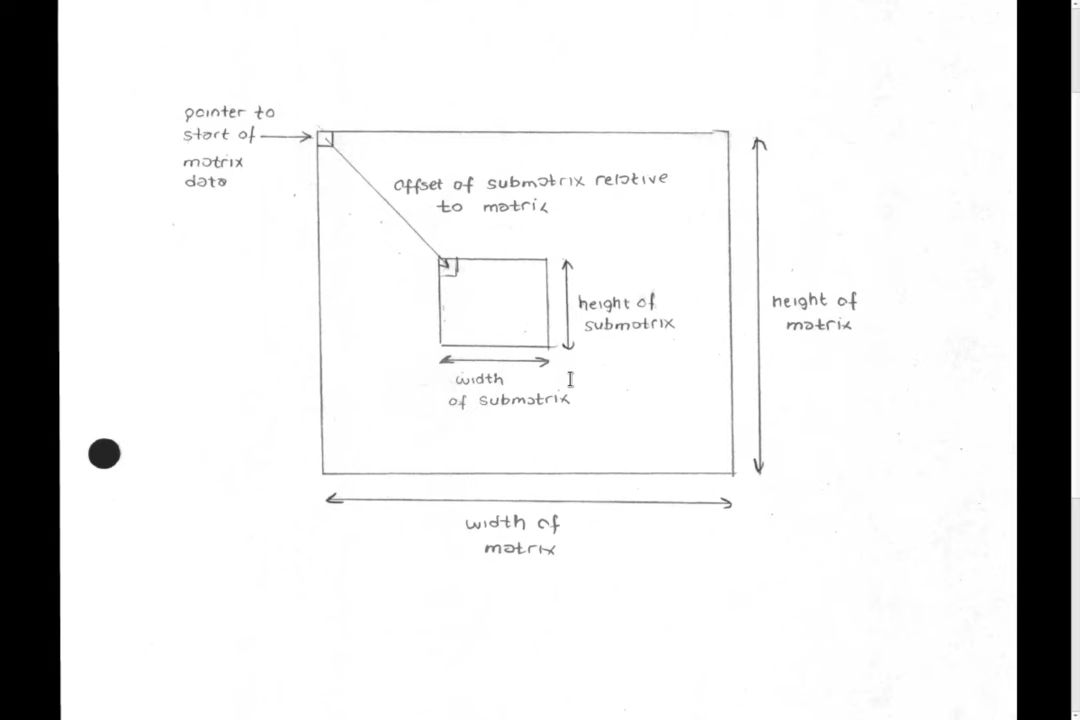 pointer to
start of
matrix
data
offset of submatrix relative
to matrix
height of
submatrix
height of
matrix
width
of submatrix
width of
matrix